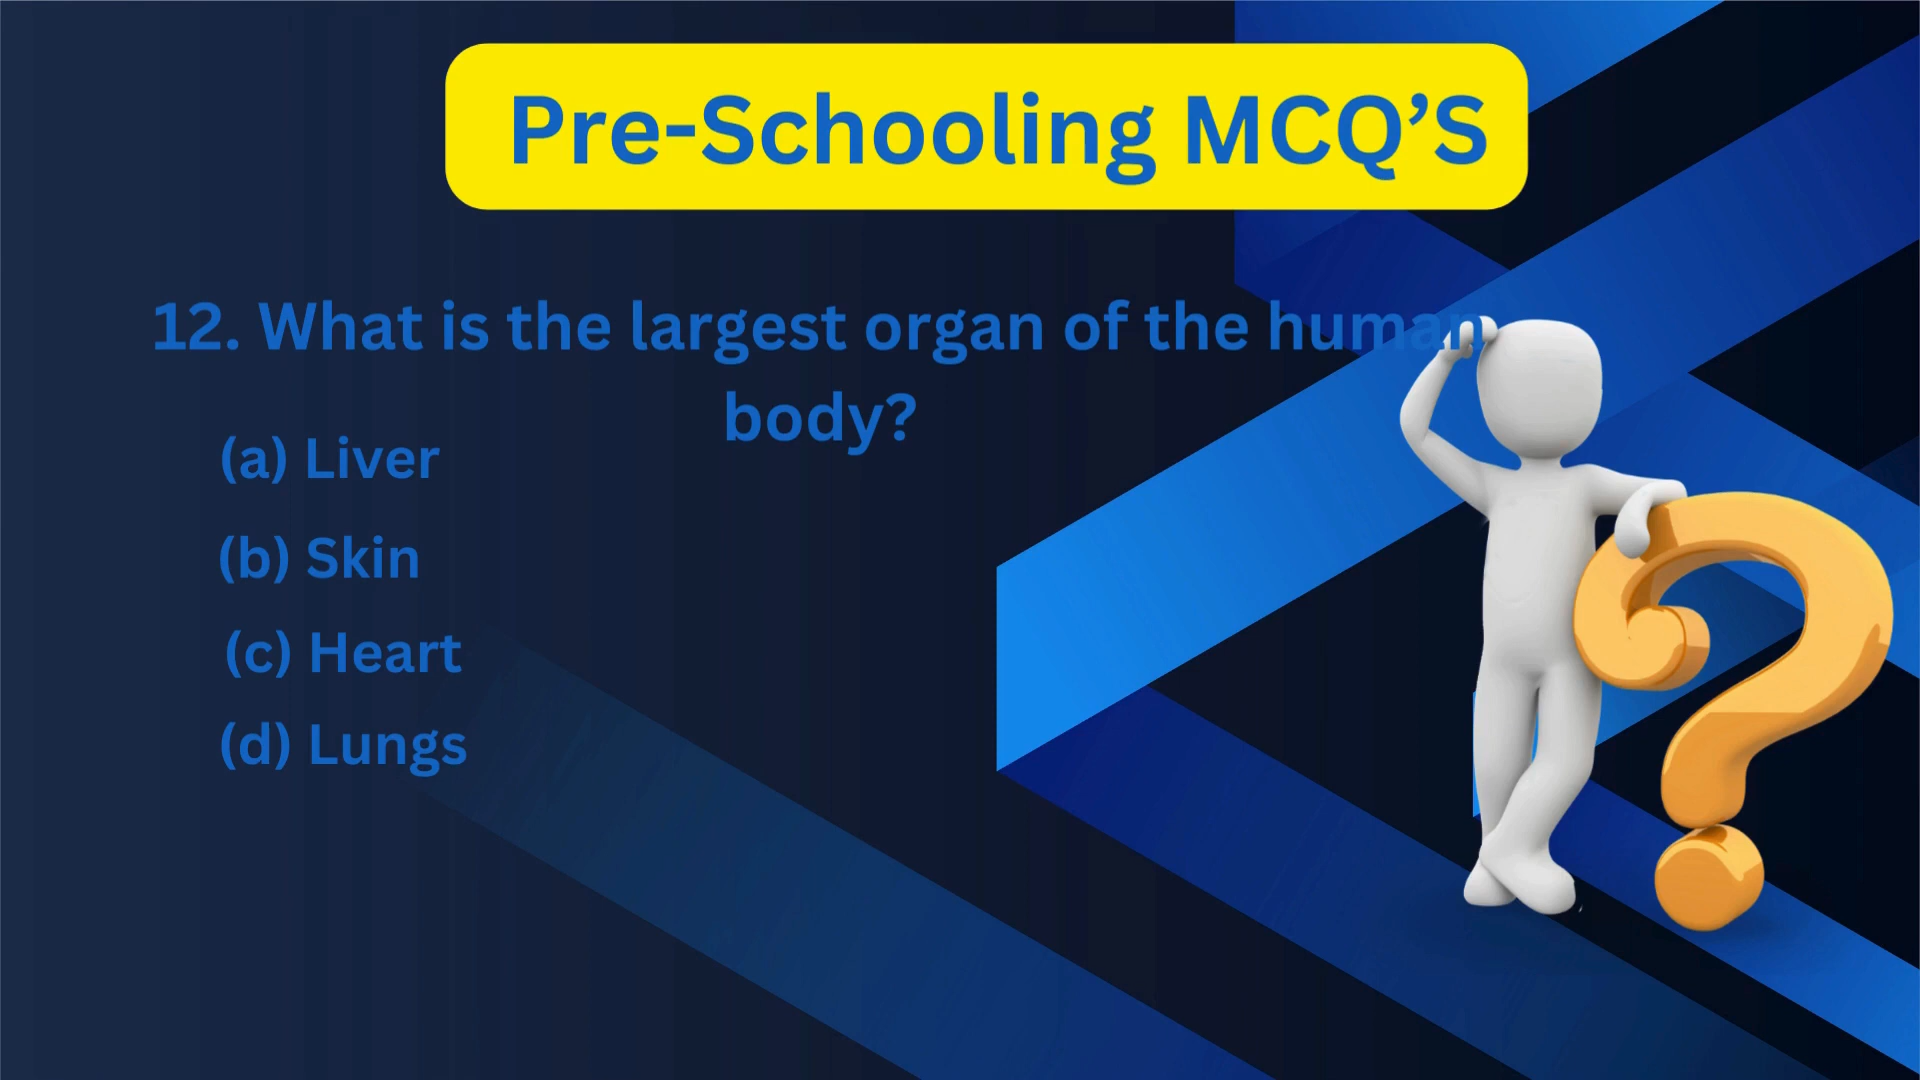 Pre-Schooling MCQ’S
12. What is the largest organ of the human
body?
(a) Liver
(b) Skin
(c) Heart
(d) Lungs